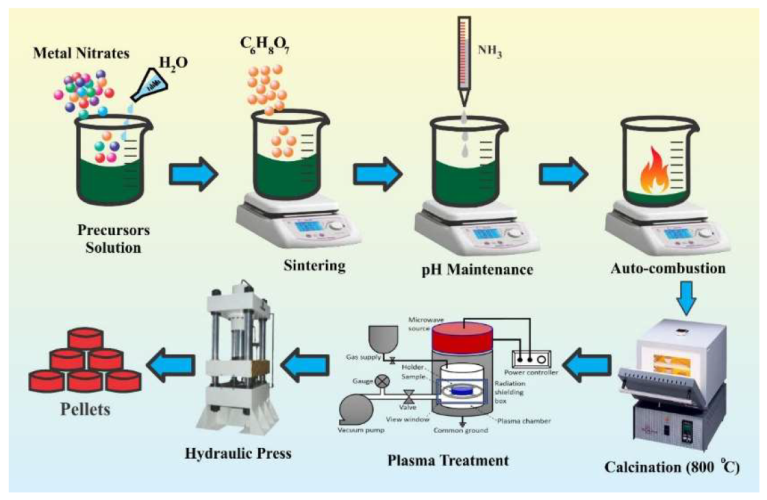 Metal Nitrates
H₂O
C₆H₈O₇
NH₃
Precursors
Solution
Sintering
pH Maintenance
Auto-combustion
Microwave
source
Gas supply
Power controller
Holder
Sample
Radiation
shielding
box
Gauge
Valve
View window
Plasma chamber
Vacuum pump
Common ground
Pellets
Hydraulic Press
Plasma Treatment
Calcination (800 °C)